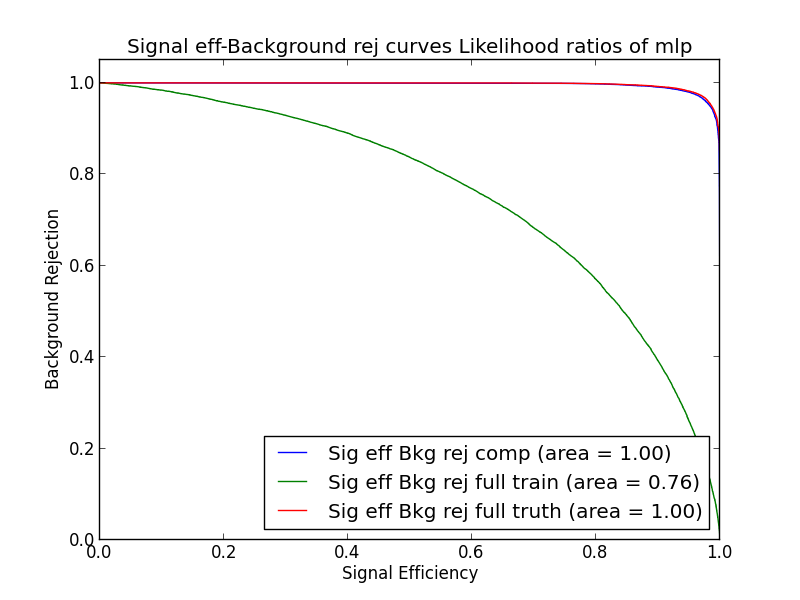 Signal eff-Background rej curves Likelihood ratios of mlp
1.0
0.8
0.6
0.4
0.2
0.0
Background Rejection
Sig eff Bkg rej comp (area = 1.00)
Sig eff Bkg rej full train (area = 0.76)
Sig eff Bkg rej full truth (area = 1.00)
0.0 0.2 0.4 0.6 0.8 1.0
Signal Efficiency